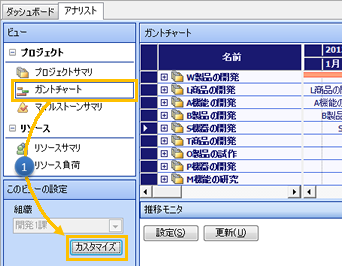 ダッシュボード
アナリスト
ビュー
プロジェクト
プロジェクトサマリ
ガントチャート
マイルストーンサマリ
リソース
リソースサマリ
1
リソース負荷
このビューの設定
組織
開発1課
カスタマイズ
ガントチャート
名前
201
1月
W製品の開発
L商品の開発
A機能の開発
B製品の開発
S機器の開発
T商品の開発
O製品の試作
P機器の開発
M機能の研究
L商品の開
A機能の
B製品
S
推移モニタ
設定(S)
更新(U)